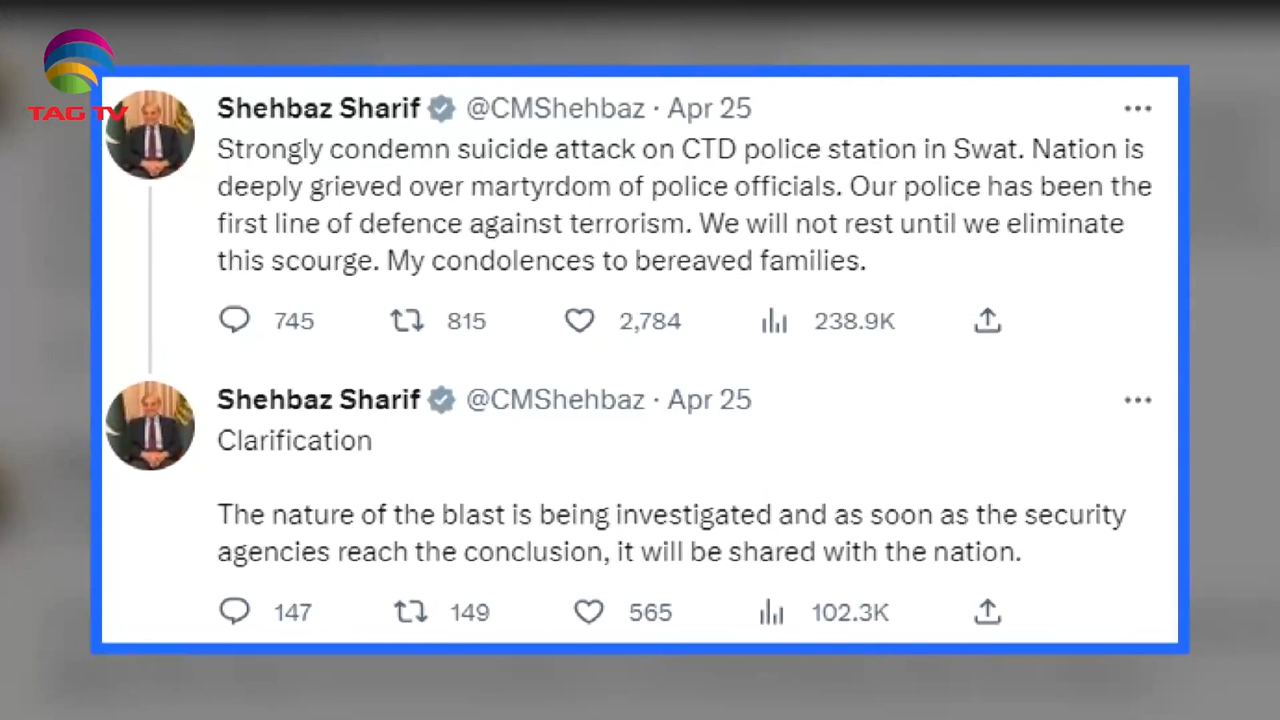 TAG TV
Shehbaz Sharif @CMShehbaz · Apr 25
Strongly condemn suicide attack on CTD police station in Swat. Nation is
deeply grieved over martyrdom of police officials. Our police has been the
first line of defence against terrorism. We will not rest until we eliminate
this scourge. My condolences to bereaved families.
745 815 2,784 238.9K
Shehbaz Sharif @CMShehbaz · Apr 25
Clarification
The nature of the blast is being investigated and as soon as the security
agencies reach the conclusion, it will be shared with the nation.
147 149 565 102.3K